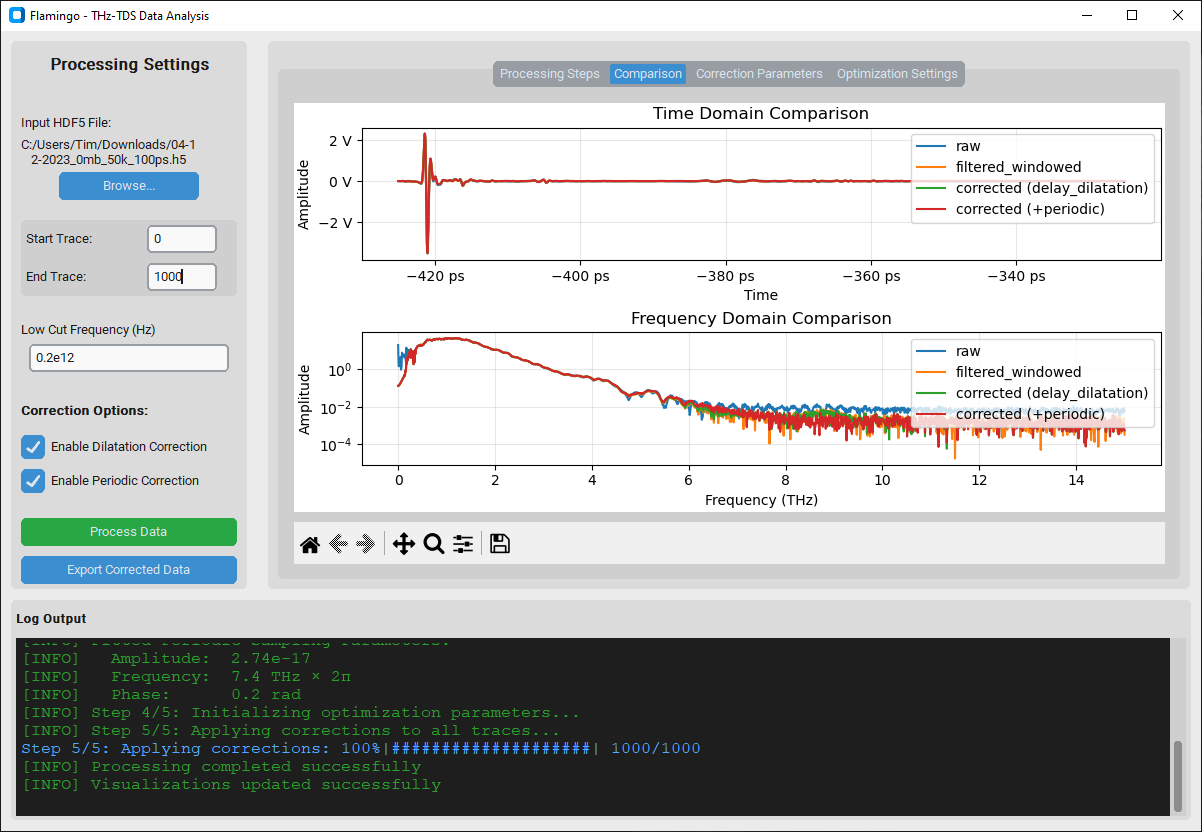 Flamingo - THz-TDS Data Analysis
Processing Settings
Input HDF5 File:
C:/Users/Tim/Downloads/04-1
2-2023_0mb_50k_100ps.h5
Browse...
Start Trace:
0
End Trace:
1000
Low Cut Frequency (Hz)
0.2e12
Correction Options:
Enable Dilatation Correction
Enable Periodic Correction
Process Data
Export Corrected Data
Processing Steps
Comparison
Correction Parameters
Optimization Settings
Time Domain Comparison
Amplitude
2 V
0 V
−2 V
raw
filtered_windowed
corrected (delay_dilatation)
corrected (+periodic)
−420 ps
−400 ps
−380 ps
−360 ps
−340 ps
Time
Frequency Domain Comparison
Amplitude
10⁰
10⁻²
10⁻⁴
raw
filtered_windowed
corrected (delay_dilatation)
corrected (+periodic)
0
2
4
6
8
10
12
14
Frequency (THz)
Log Output
[INFO]   Amplitude:  2.74e-17
[INFO]   Frequency:  7.4 THz × 2π
[INFO]   Phase:      0.2 rad
[INFO] Step 4/5: Initializing optimization parameters...
[INFO] Step 5/5: Applying corrections to all traces...
Step 5/5: Applying corrections: 100%|####################| 1000/1000
[INFO] Processing completed successfully
[INFO] Visualizations updated successfully